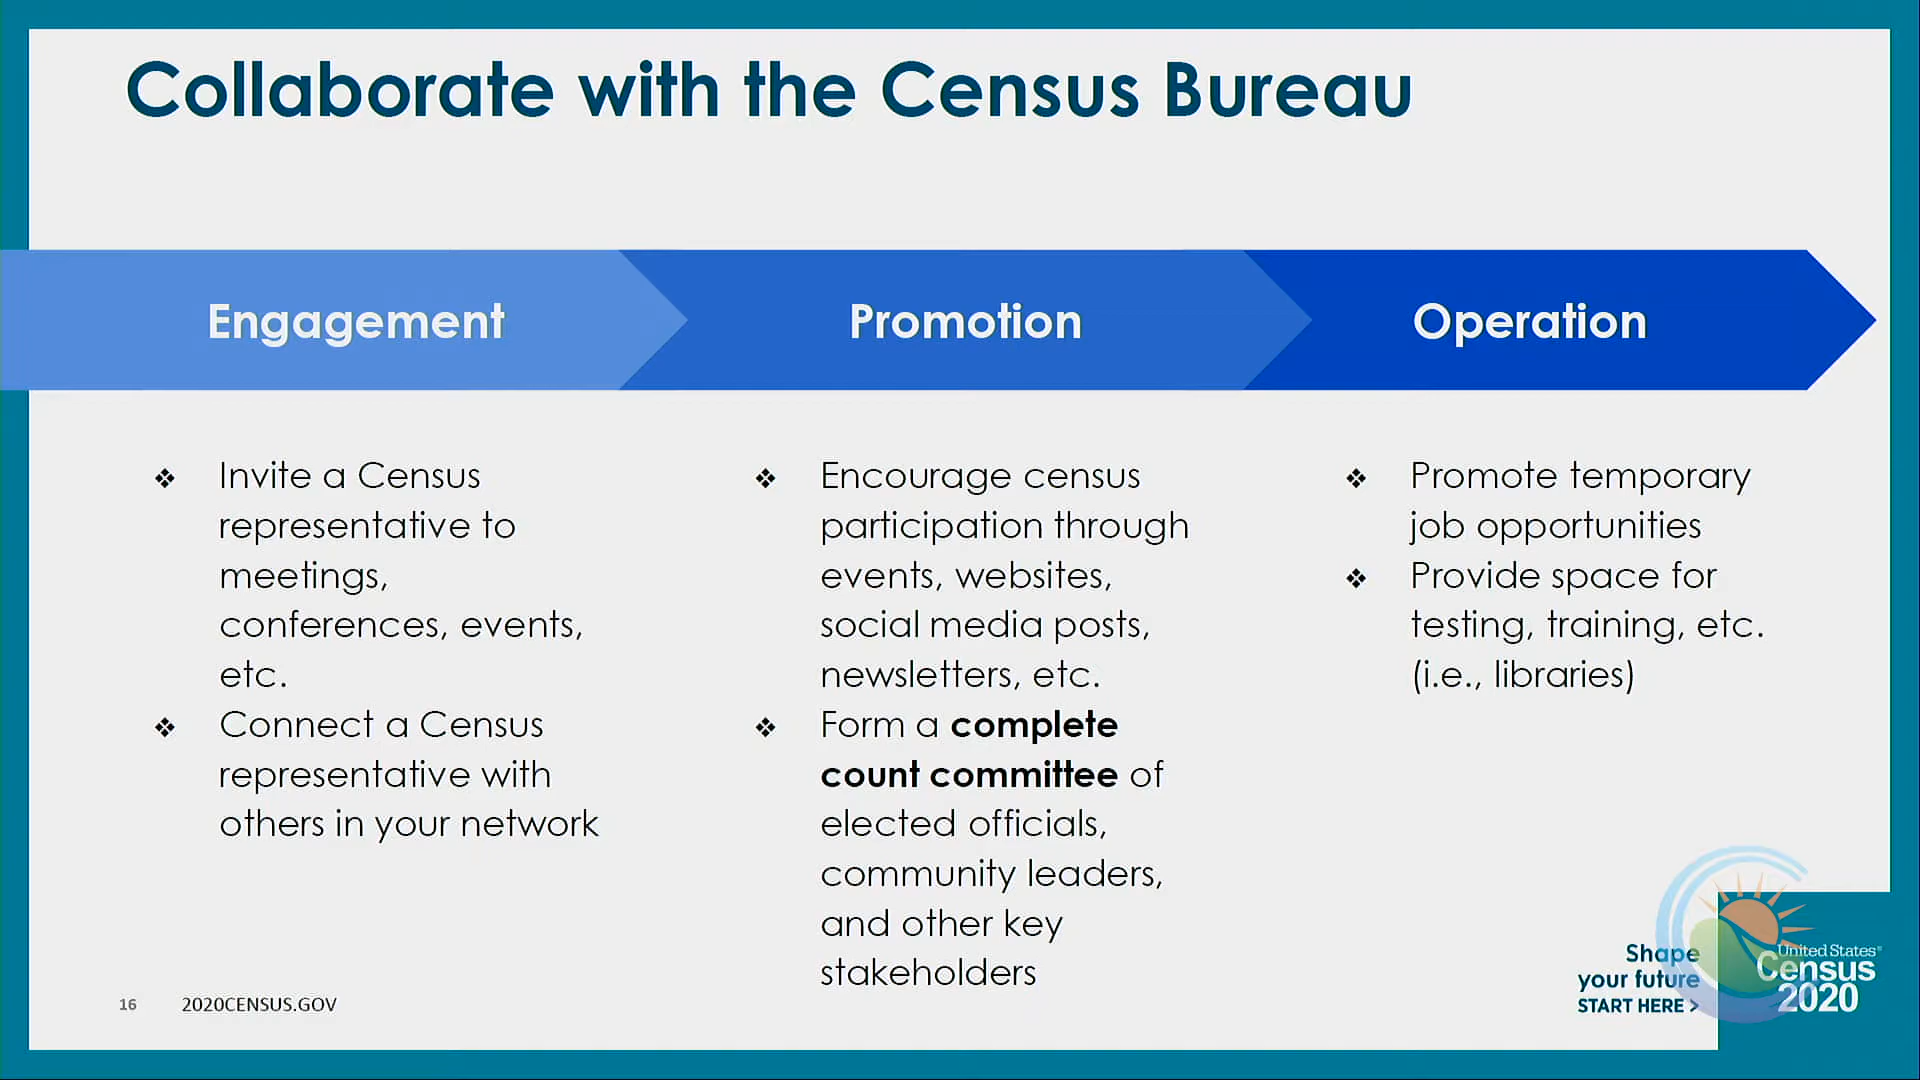 Collaborate with the Census Bureau
Engagement
Promotion
Operation
❖ Invite a Census
representative to
meetings,
conferences, events,
etc.
❖ Connect a Census
representative with
others in your network
❖ Encourage census
participation through
events, websites,
social media posts,
newsletters, etc.
❖ Form a complete
count committee of
elected officials,
community leaders,
and other key
stakeholders
❖ Promote temporary
job opportunities
❖ Provide space for
testing, training, etc.
(i.e., libraries)
16
2020CENSUS.GOV
Shape
your future
START HERE >
United States®
Census
2020